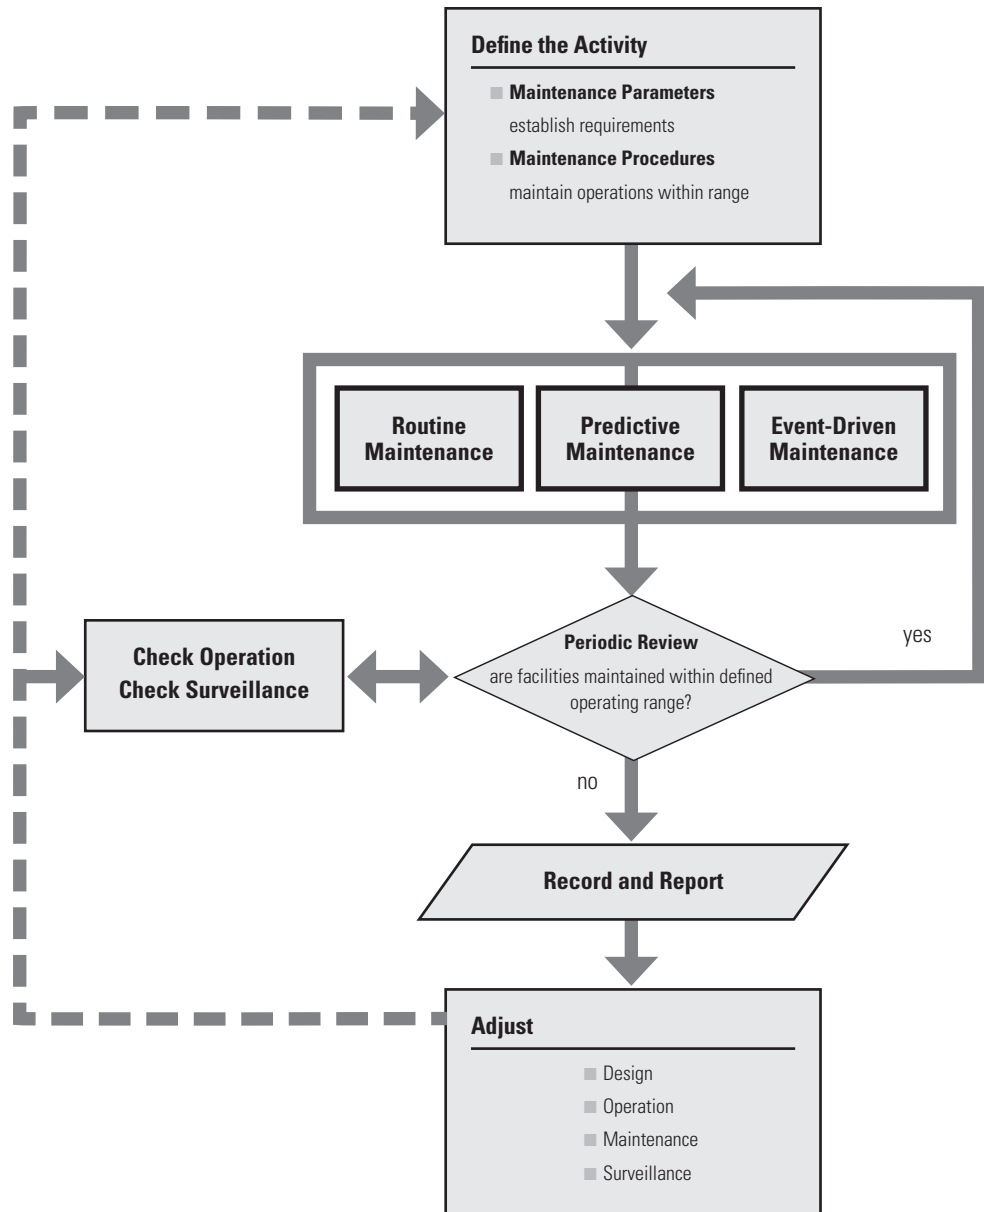 Define the Activity
Maintenance Parameters
establish requirements
Maintenance Procedures
maintain operations within range
Routine
Maintenance
Predictive
Maintenance
Event-Driven
Maintenance
Periodic Review
are facilities maintained within defined
operating range?
yes
Check Operation
Check Surveillance
no
Record and Report
Adjust
Design
Operation
Maintenance
Surveillance